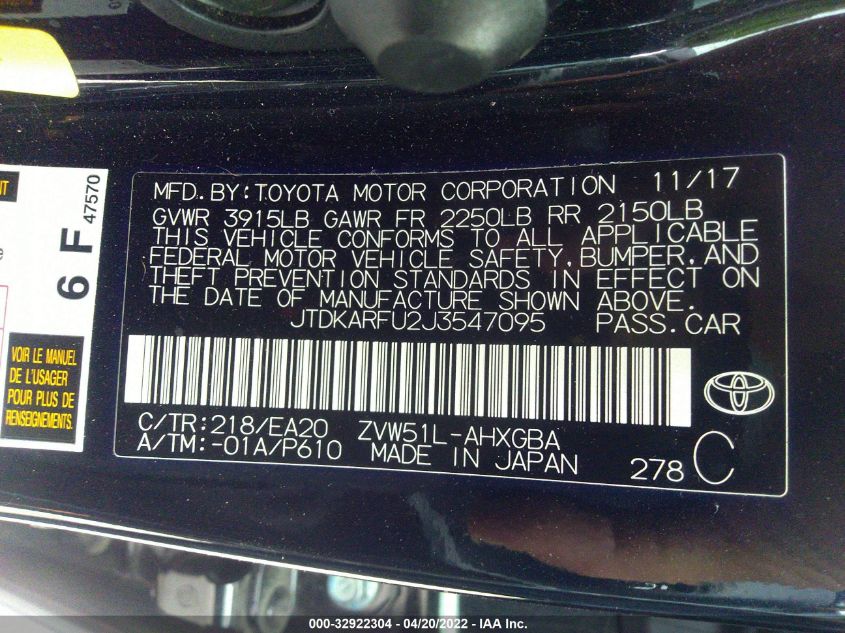 MFD.BY:TOYOTA MOTOR CORPORATION 11/17
GVWR 3915LB GAWR FR 2250LB RR 2150LB
THIS VEHICLE CONFORMS TO ALL APPLICABLE
FEDERAL MOTOR VEHICLE SAFETY,BUMPER,AND
THEFT PREVENTION STANDARDS IN EFFECT ON
THE DATE OF MANUFACTURE SHOWN ABOVE.
JTDKARFU2J3547095 PASS.CAR
C/TR:218/EA20 ZVW51L-AHXGBA
A/TM:-01A/P610 MADE IN JAPAN
278 C
6 F
47570
VOIR LE MANUEL
DE L'USAGER
POUR PLUS DE
RENSEIGNEMENTS.
000-32922304 - 04/20/2022 - IAA Inc.